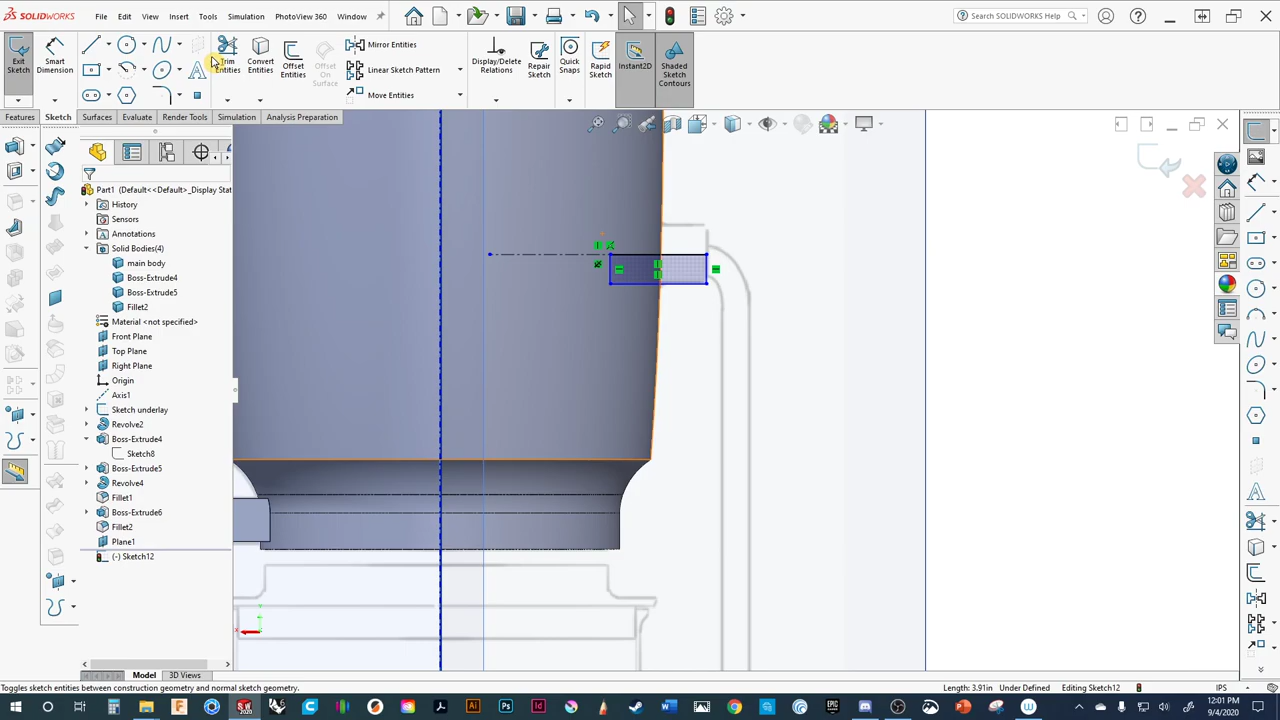 SOLIDWORKS
File Edit View Insert Tools Simulation PhotoView 360 Window
Search SOLIDWORKS Help
Exit Sketch
Smart Dimension
Trim Entities
Convert Entities
Offset Entities
Offset On Surface
Mirror Entities
Linear Sketch Pattern
Move Entities
Display/Delete Relations
Repair Sketch
Quick Snaps
Rapid Sketch
Instant2D
Shaded Sketch Contours
Features Sketch Surfaces Evaluate Render Tools Simulation Analysis Preparation
Part1 (Default<<Default>_Display Stat
History
Sensors
Annotations
Solid Bodies(4)
main body
Boss-Extrude4
Boss-Extrude5
Fillet2
Material <not specified>
Front Plane
Top Plane
Right Plane
Origin
Axis1
Sketch underlay
Revolve2
Boss-Extrude4
Sketch8
Boss-Extrude5
Revolve4
Fillet1
Boss-Extrude6
Fillet2
Plane1
(-) Sketch12
Model 3D Views
Toggles sketch entities between construction geometry and normal sketch geometry.
Length: 3.91in Under Defined Editing Sketch12 IPS
12:01 PM
9/4/2020